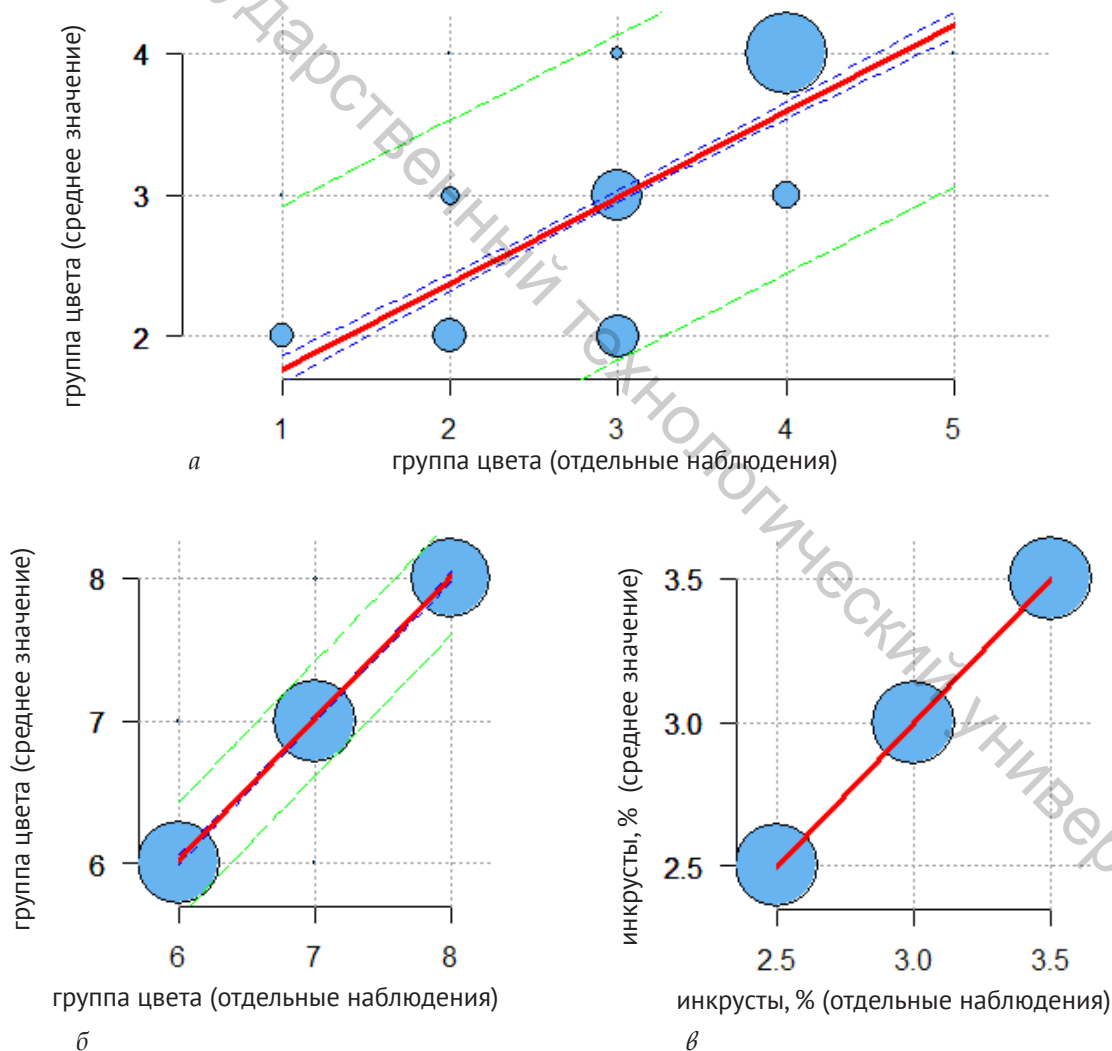 группа цвета (среднее значение)
4
3
2
1 2 3 4 5
а
группа цвета (отдельные наблюдения)
группа цвета (среднее значение)
8
7
6
6 7 8
группа цвета (отдельные наблюдения)
б
инкрусты, % (среднее значение)
3.5
3.0
2.5
2.5 3.0 3.5
инкрусты, % (отдельные наблюдения)
в
технологический